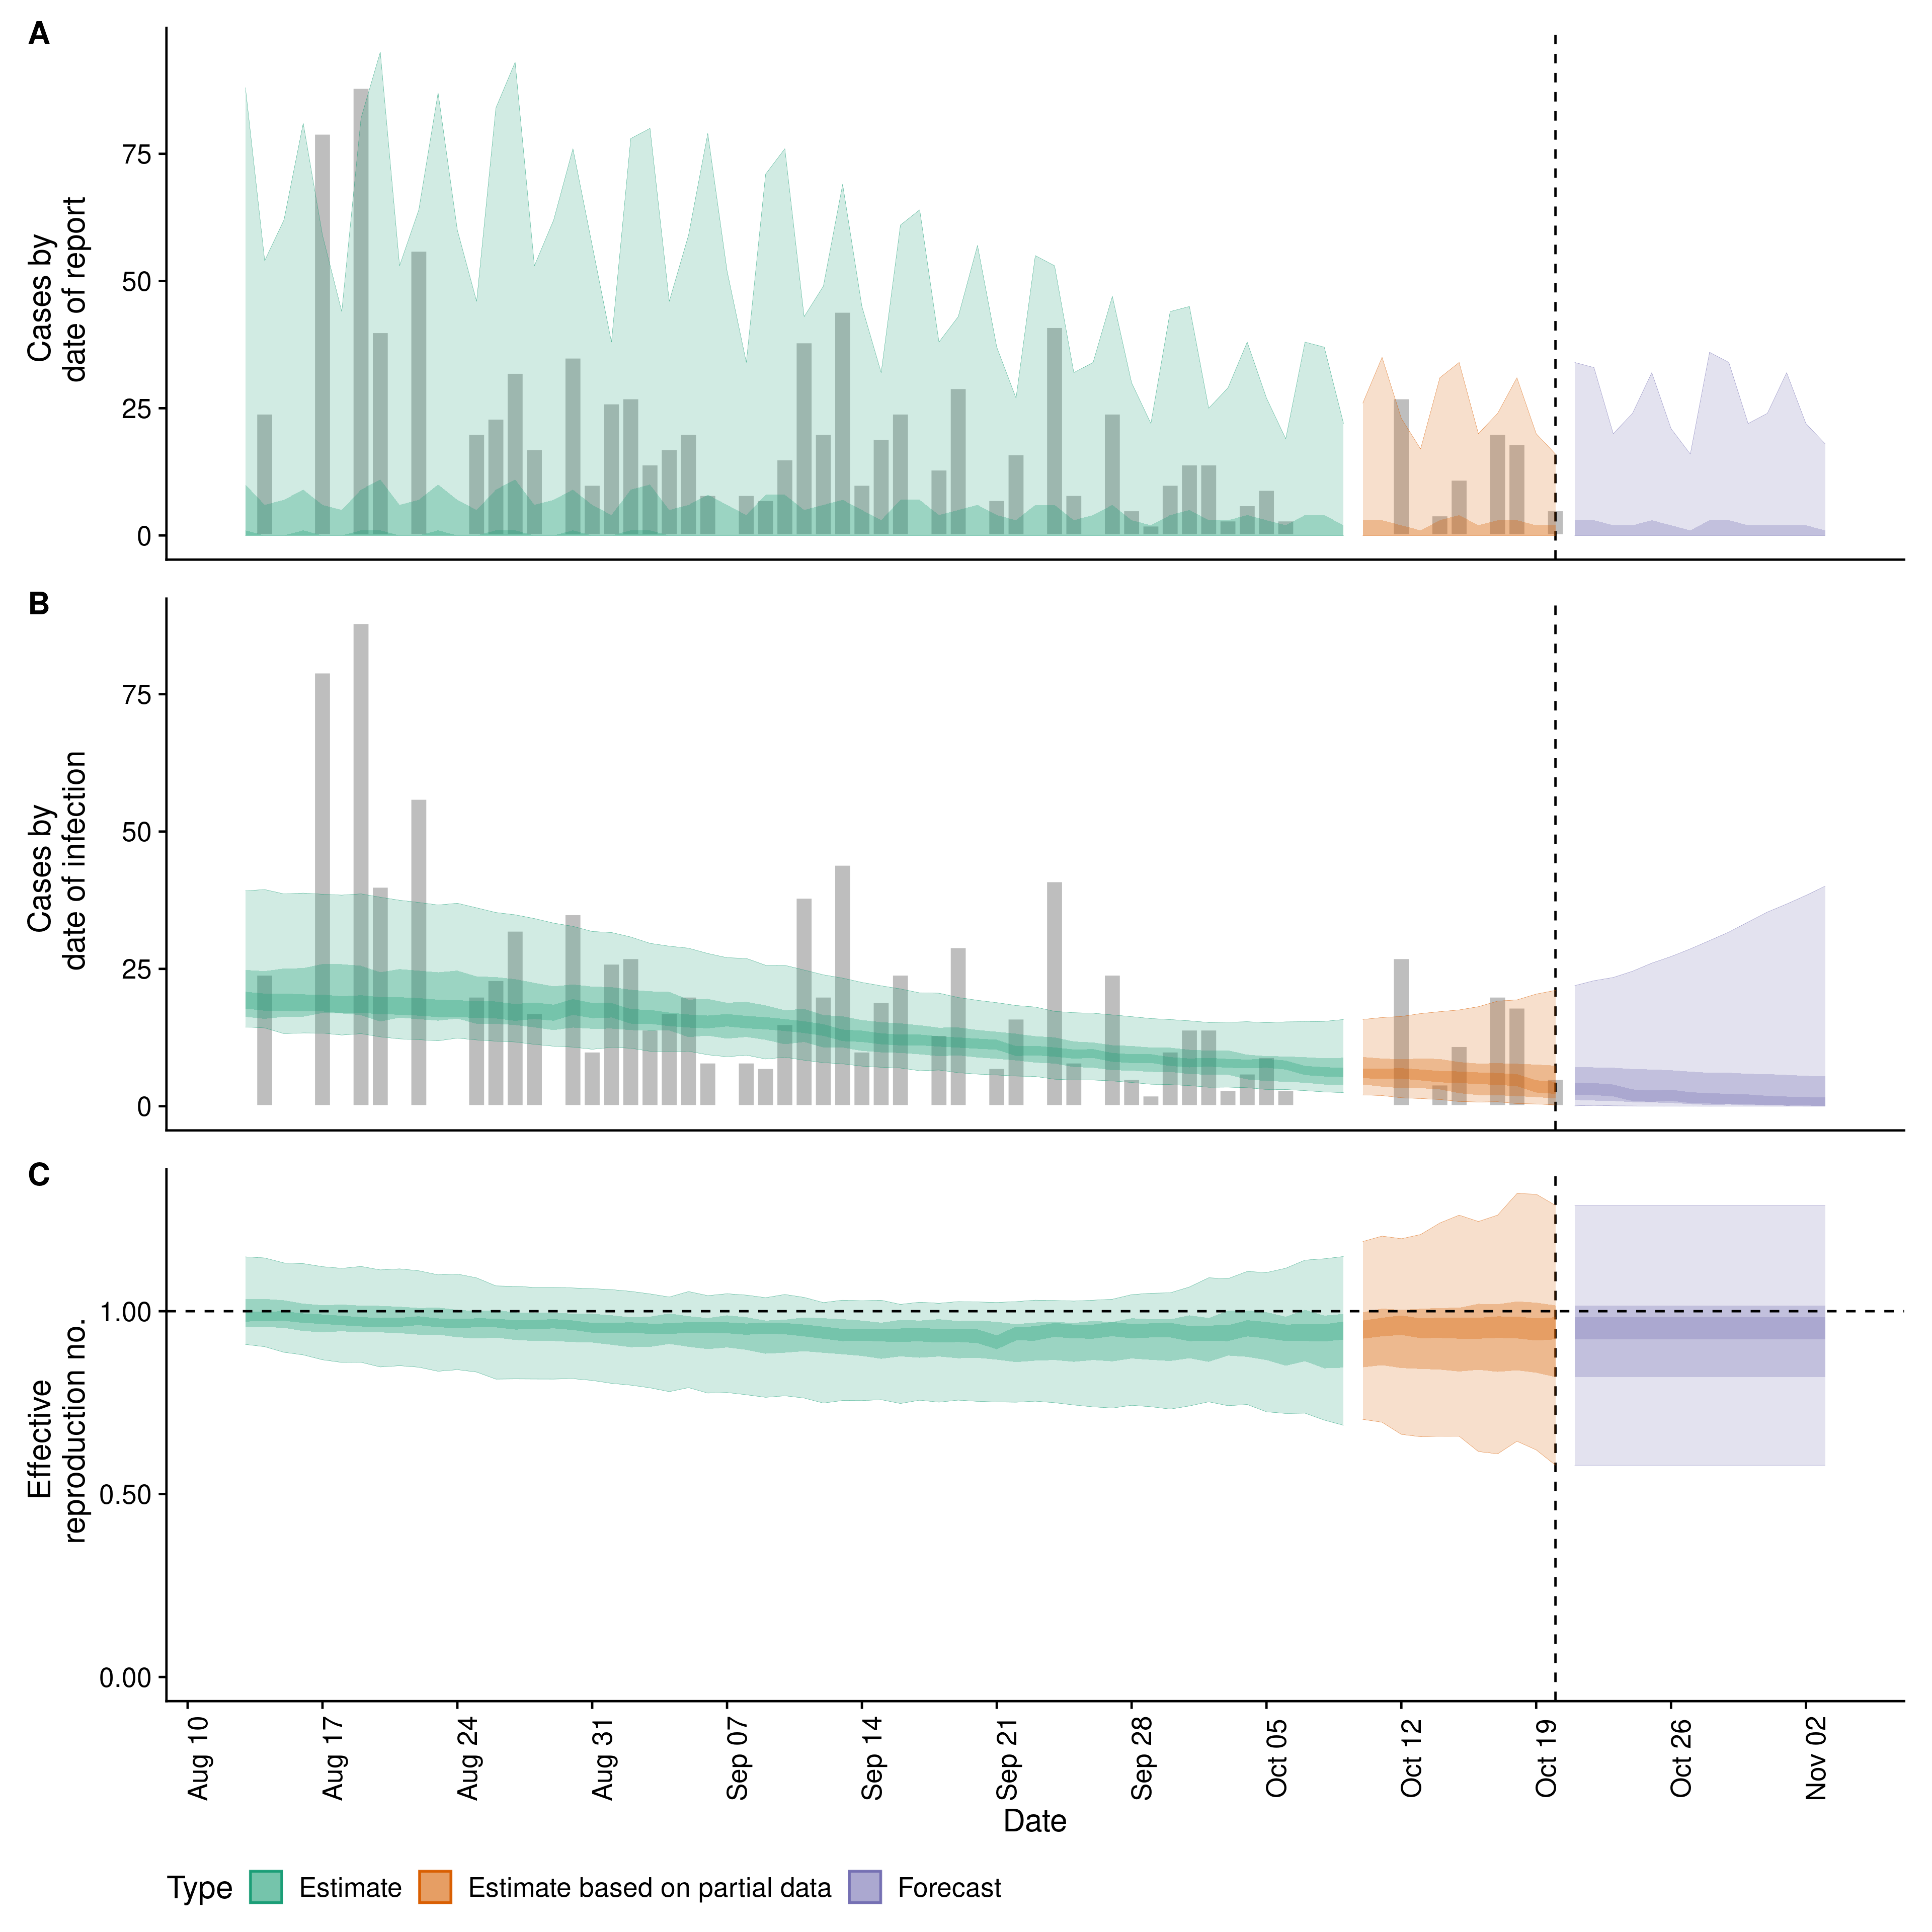 A
Cases by
date of report
75
50
25
0
B
Cases by
date of infection
75
50
25
0
C
Effective
reproduction no.
1.00
0.50
0.00
Aug 10
Aug 17
Aug 24
Aug 31
Sep 07
Sep 14
Sep 21
Sep 28
Oct 05
Oct 12
Oct 19
Oct 26
Nov 02
Date
Type Estimate Estimate based on partial data Forecast